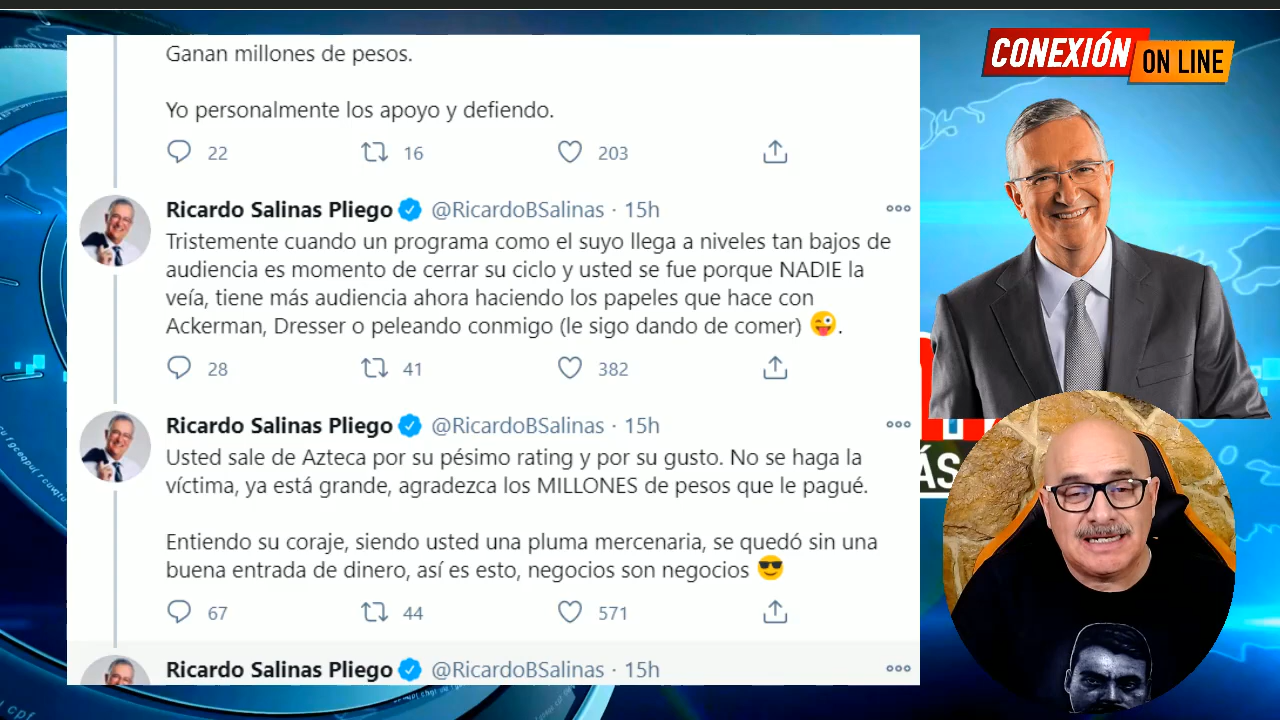 Ganan millones de pesos.
Yo personalmente los apoyo y defiendo.
22 16 203
Ricardo Salinas Pliego @RicardoBSalinas · 15h
Tristemente cuando un programa como el suyo llega a niveles tan bajos de
audiencia es momento de cerrar su ciclo y usted se fue porque NADIE la
veía, tiene más audiencia ahora haciendo los papeles que hace con
Ackerman, Dresser o peleando conmigo (le sigo dando de comer) 😜.
28 41 382
Ricardo Salinas Pliego @RicardoBSalinas · 15h
Usted sale de Azteca por su pésimo rating y por su gusto. No se haga la
víctima, ya está grande, agradezca los MILLONES de pesos que le pagué.
Entiendo su coraje, siendo usted una pluma mercenaria, se quedó sin una
buena entrada de dinero, así es esto, negocios son negocios 😎
67 44 571
Ricardo Salinas Pliego @RicardoBSalinas · 15h
CONEXIÓN
ON LINE
ÁS